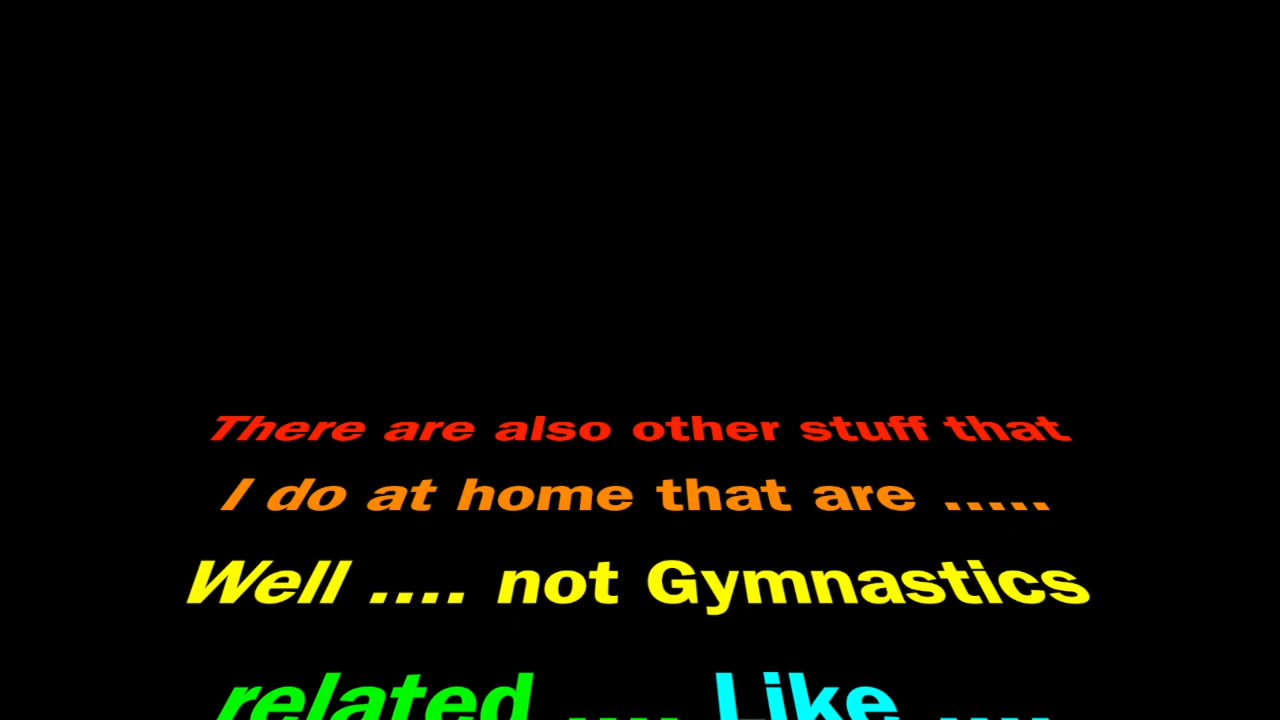 There are also other stuff that
I do at home that are .....
Well .... not Gymnastics
related .... Like ....